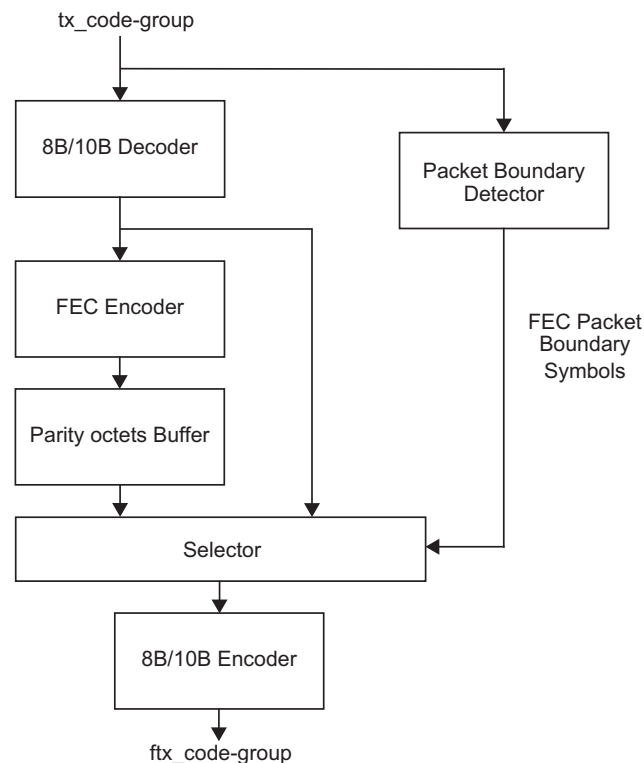 tx_code-group
8B/10B Decoder
Packet Boundary
Detector
FEC Encoder
FEC Packet
Boundary
Symbols
Parity octets Buffer
Selector
8B/10B Encoder
ftx_code-group